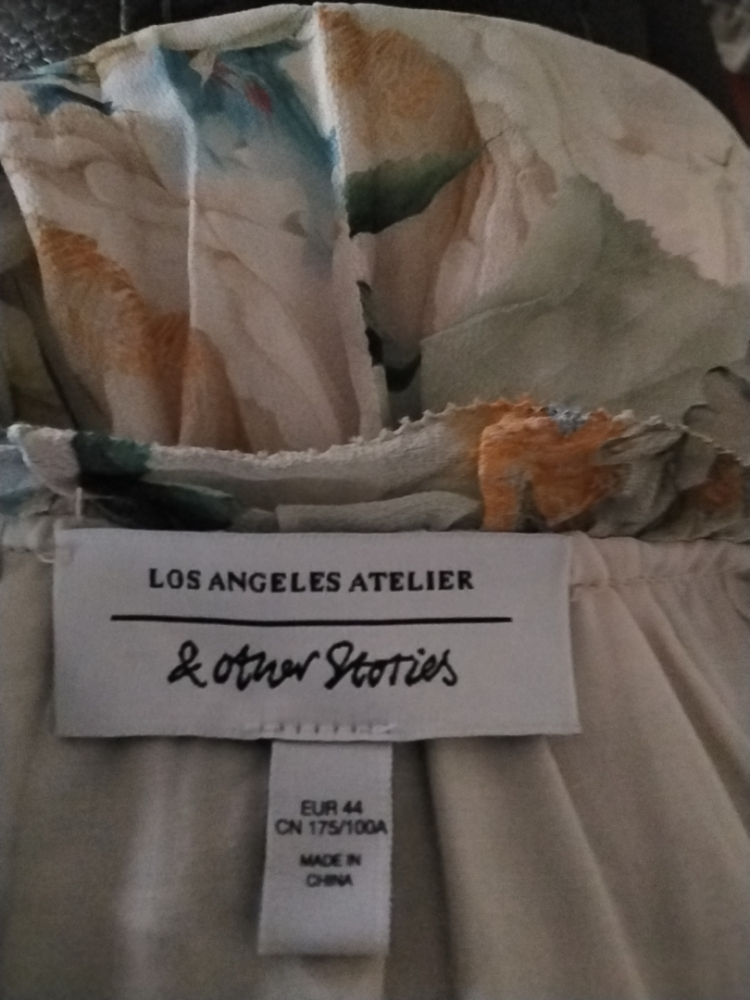 LOS ANGELES ATELIER
& other Stories
EUR 44
CN 175/100A
MADE IN
CHINA